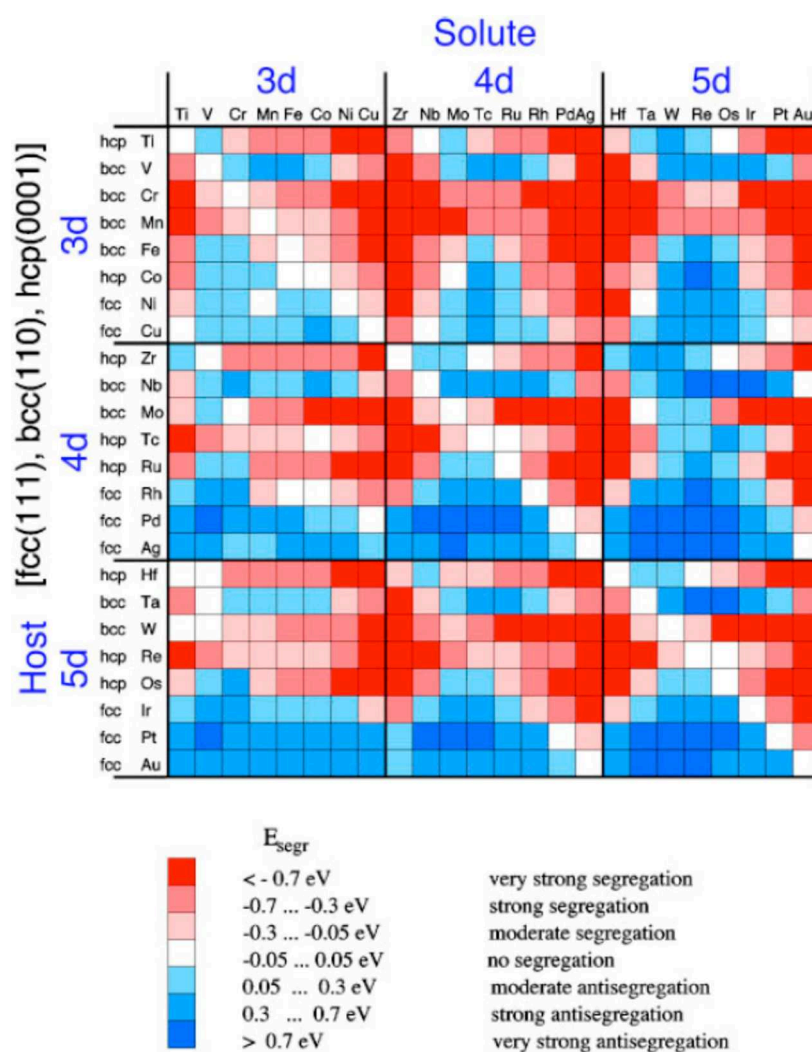 Solute
3d 4d 5d
Ti V Cr Mn Fe Co Ni Cu Zr Nb Mo Tc Ru Rh Pd Ag Hf Ta W Re Os Ir Pt Au
Host [fcc(111), bcc(110), hcp(0001)]
3d
hcp Ti
bcc V
bcc Cr
bcc Mn
bcc Fe
hcp Co
fcc Ni
fcc Cu
4d
hcp Zr
bcc Nb
bcc Mo
hcp Tc
hcp Ru
fcc Rh
fcc Pd
fcc Ag
5d
hcp Hf
bcc Ta
bcc W
hcp Re
hcp Os
fcc Ir
fcc Pt
fcc Au
Esegr
< - 0.7 eV very strong segregation
-0.7 ... -0.3 eV strong segregation
-0.3 ... -0.05 eV moderate segregation
-0.05 ... 0.05 eV no segregation
0.05 ... 0.3 eV moderate antisegregation
0.3 ... 0.7 eV strong antisegregation
> 0.7 eV very strong antisegregation